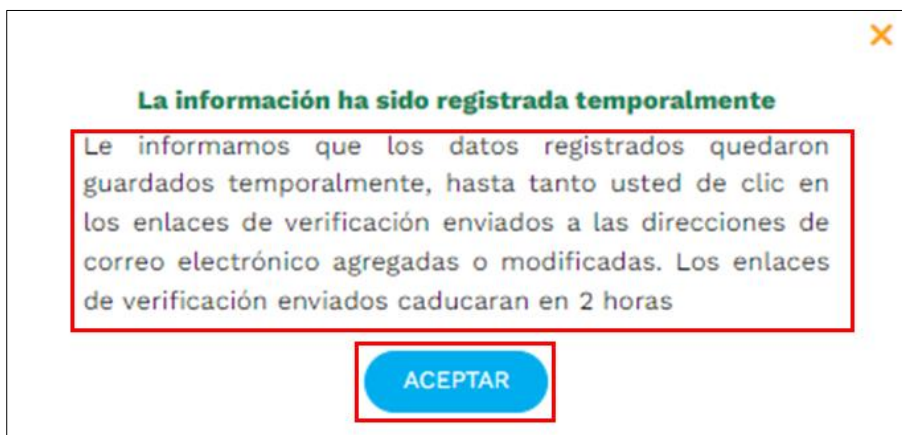 La información ha sido registrada temporalmente
Le informamos que los datos registrados quedaron
guardados temporalmente, hasta tanto usted de clic en
los enlaces de verificación enviados a las direcciones de
correo electrónico agregadas o modificadas. Los enlaces
de verificación enviados caducaran en 2 horas
ACEPTAR